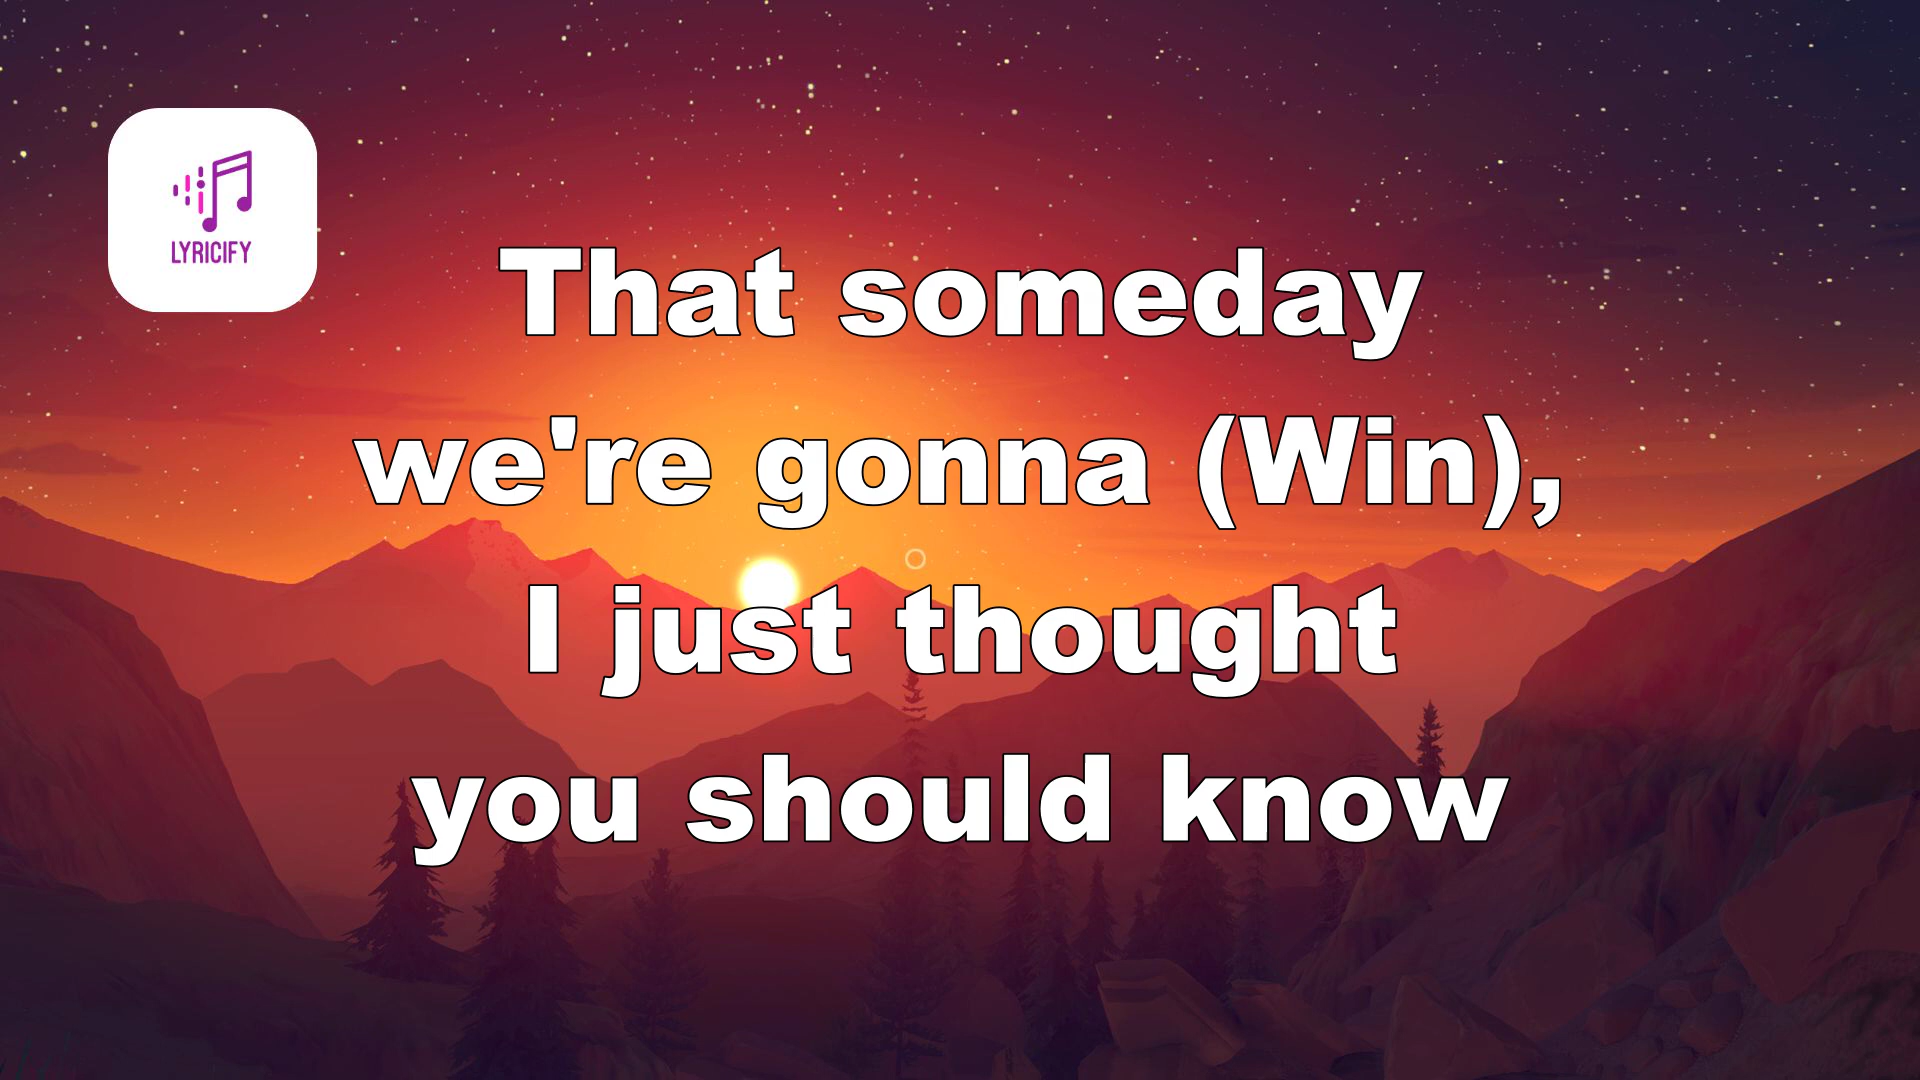 LYRICIFY
That someday
we're gonna (Win),
I just thought
you should know